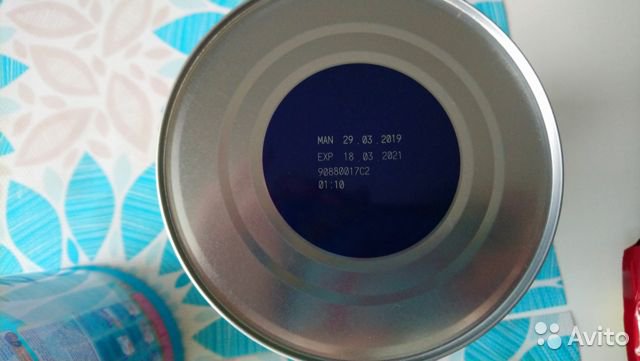 MAN 29.03.2019
EXP 18 03 2021
90880017C2
01:10
Avito